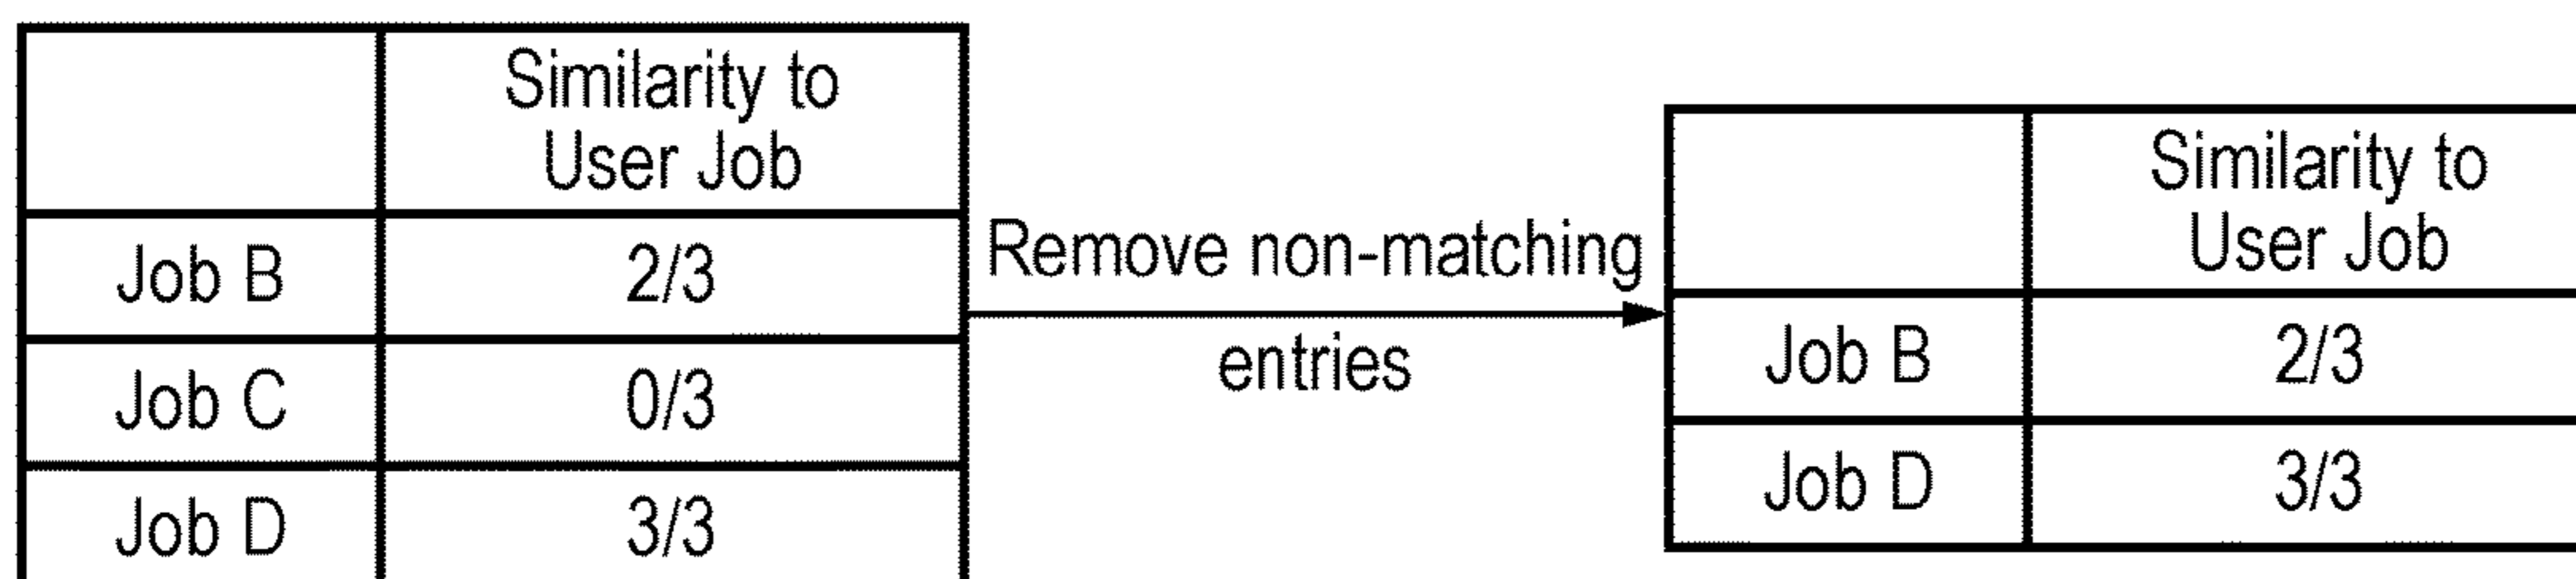 Similarity to
User Job
Job B 2/3
Job C 0/3
Job D 3/3
Remove non-matching
entries
Similarity to
User Job
Job B 2/3
Job D 3/3